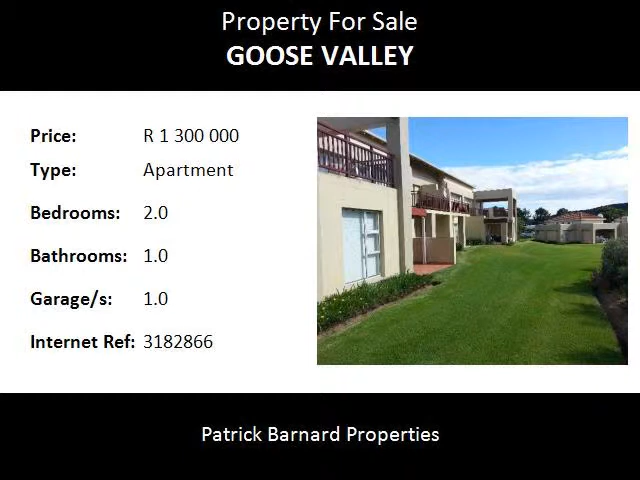 Property For Sale
GOOSE VALLEY
Price: R 1 300 000
Type: Apartment
Bedrooms: 2.0
Bathrooms: 1.0
Garage/s: 1.0
Internet Ref: 3182866
Patrick Barnard Properties